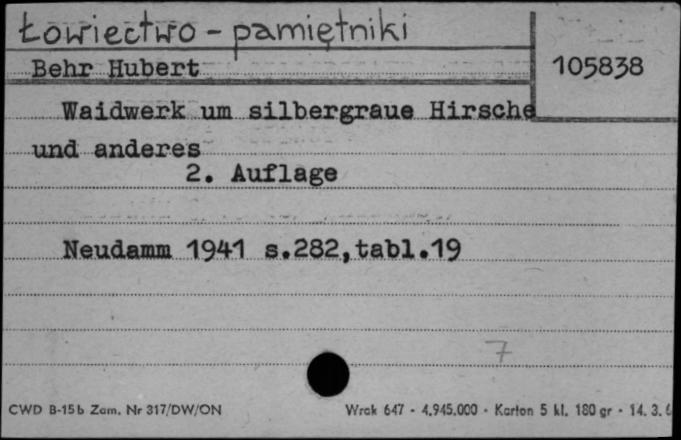 Łowiectwo - pamiętniki
Behr Hubert
105838
Waidwerk um silbergraue Hirsche
und anderes
2. Auflage
Neudamm 1941 s.282,tabl.19
7
CWD B-15b Zam. Nr 317/DW/ON
Wrok 647 - 4.945.000 - Karton 5 kl. 180 gr - 14. 3.